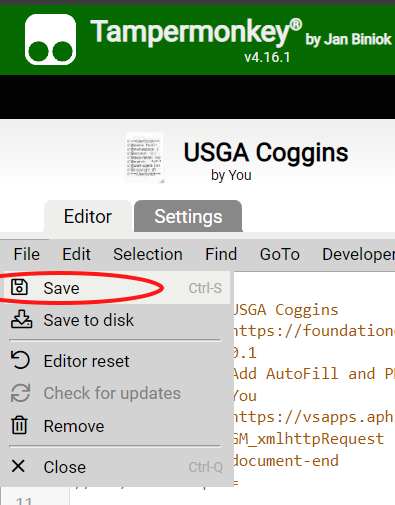 Tampermonkey® by Jan Biniok
v4.16.1
USGA Coggins
by You
Editor Settings
File Edit Selection Find GoTo Developer
Save Ctrl-S
USGA Coggins
Save to disk
https://foundation
0.1
Editor reset
Add AutoFill and
Check for updates
You
https://vsapps.aph
Remove
GM_xmlhttpRequest
document-end
Close Ctrl-Q
11